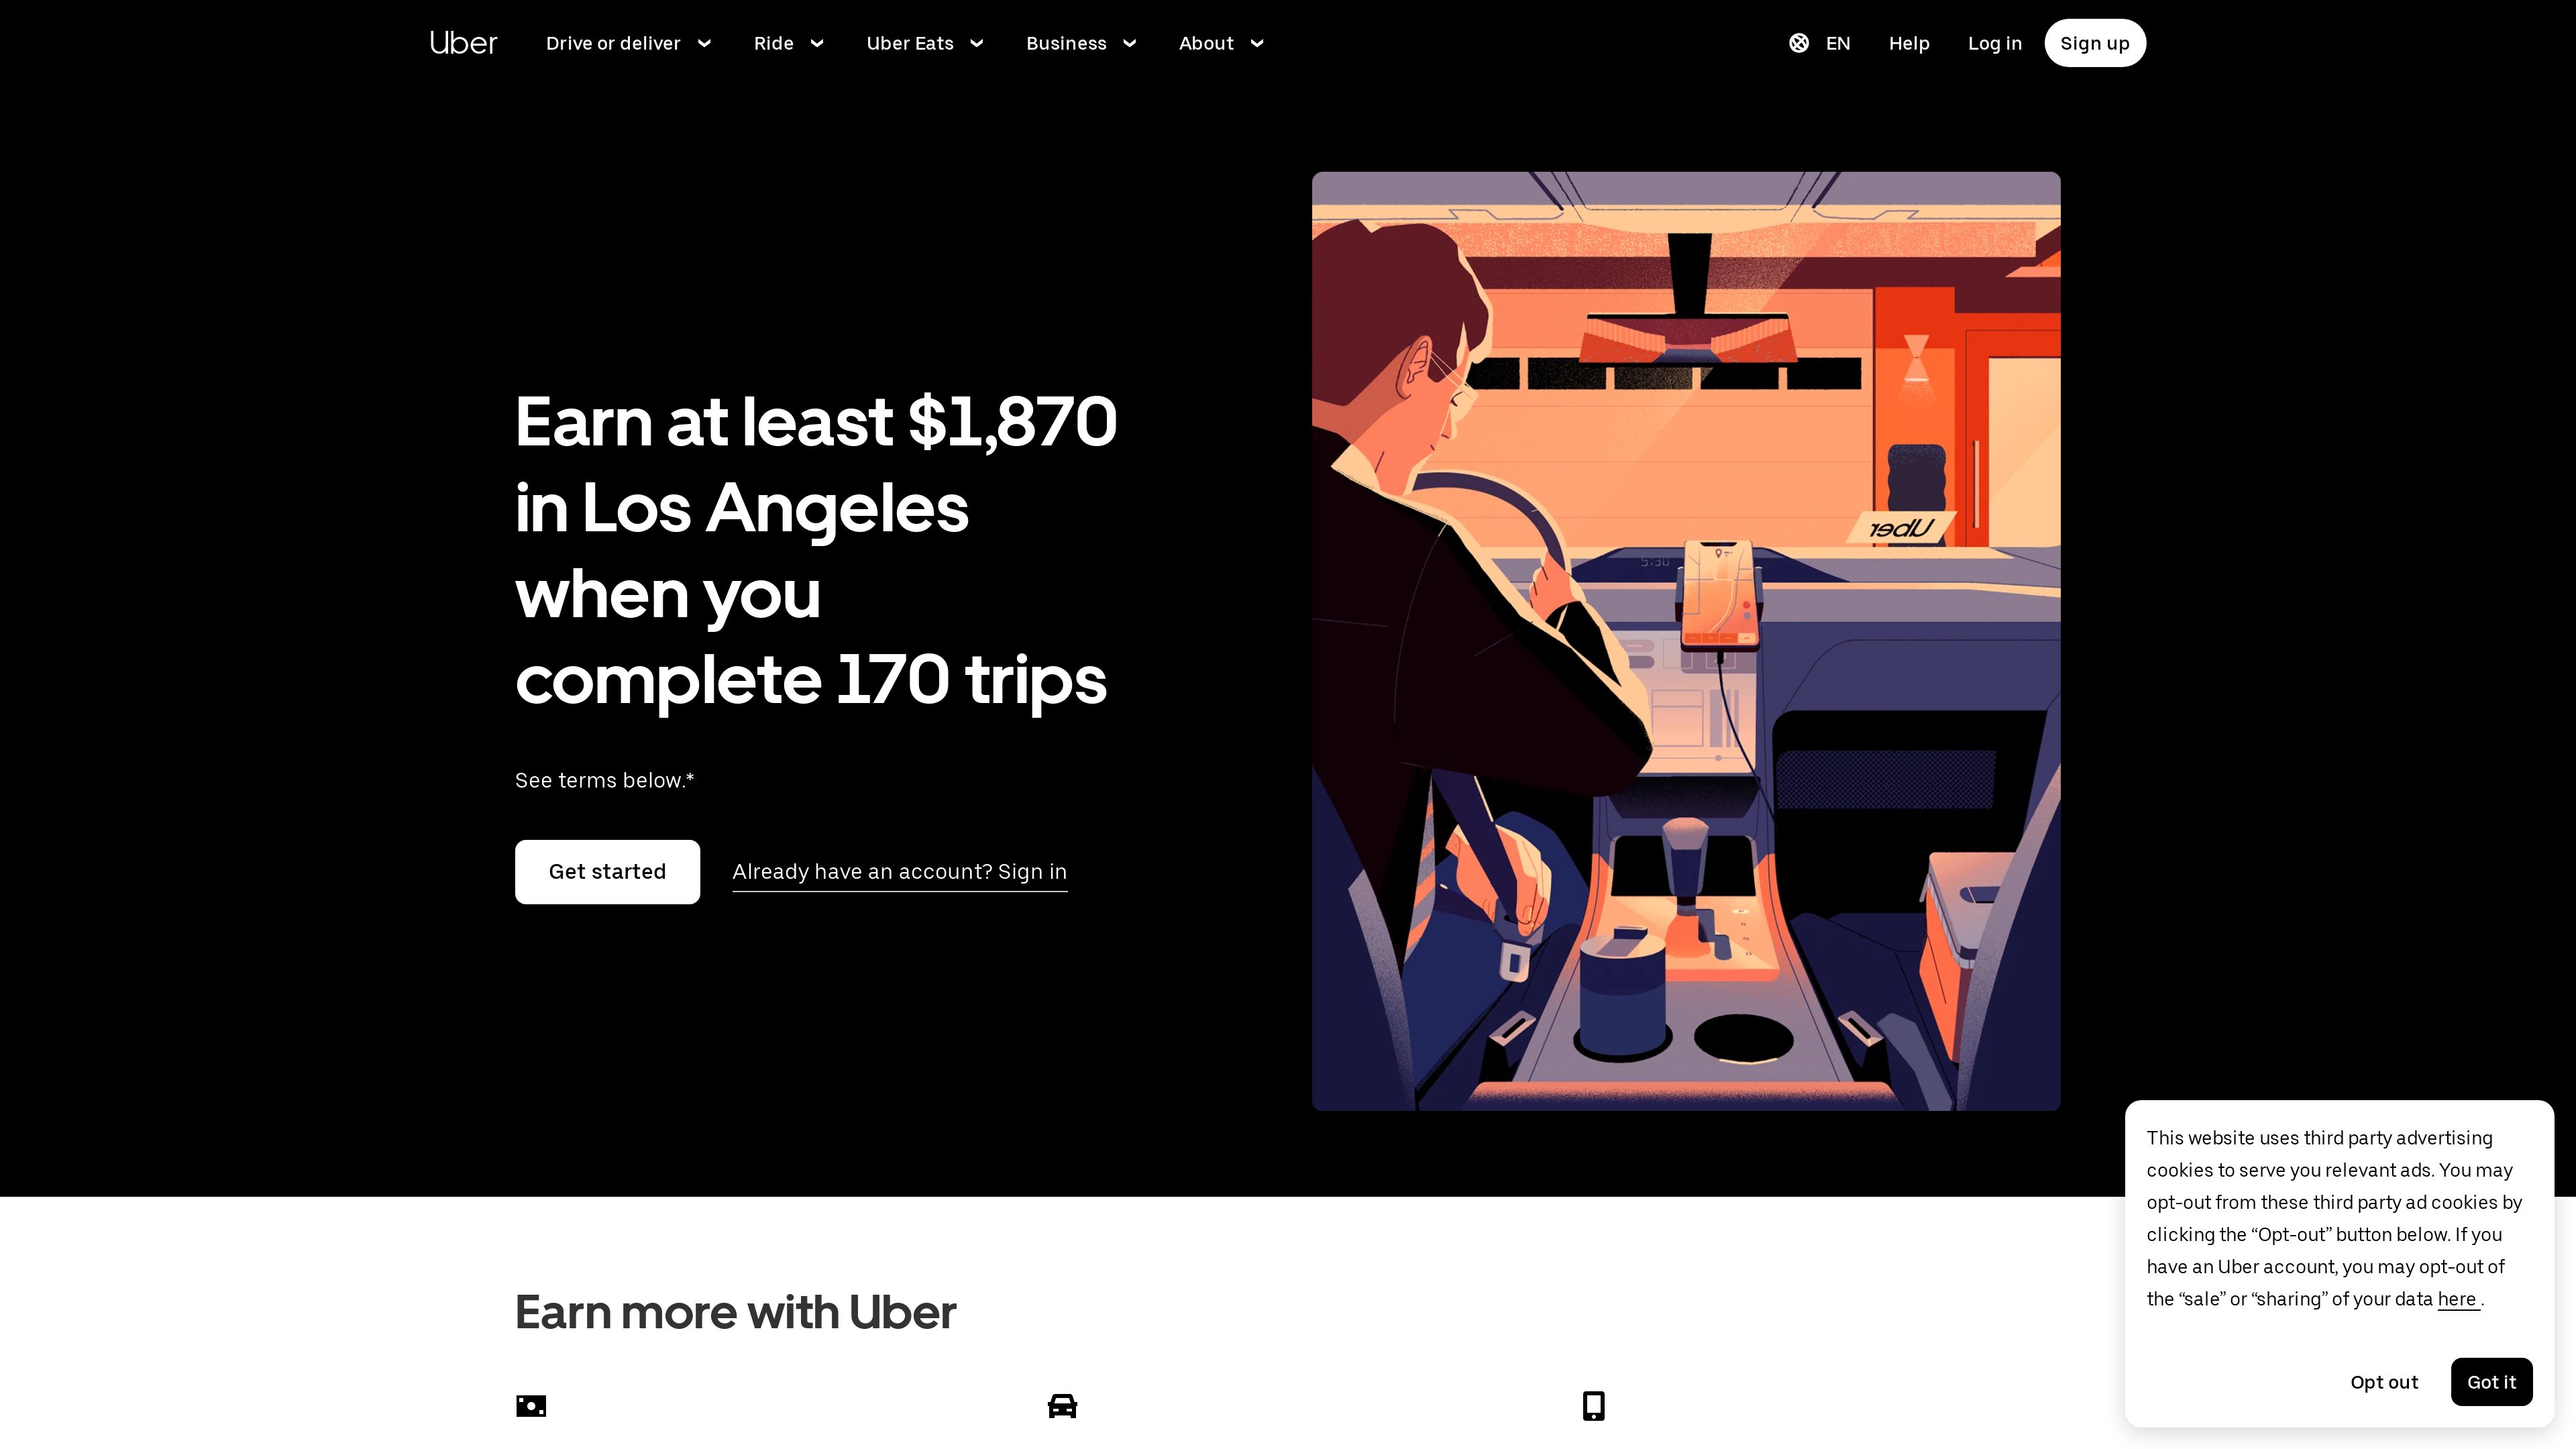 Uber
Drive or deliver
Ride
Uber Eats
Business
About
EN
Help
Log in
Sign up
Earn at least $1,870
in Los Angeles
when you
complete 170 trips
See terms below.*
Get started
Already have an account? Sign in
Uber
5:30
This website uses third party advertising
cookies to serve you relevant ads. You may
opt-out from these third party ad cookies by
clicking the “Opt-out” button below. If you
have an Uber account, you may opt-out of
the “sale” or “sharing” of your data here .
Opt out
Got it
Earn more with Uber